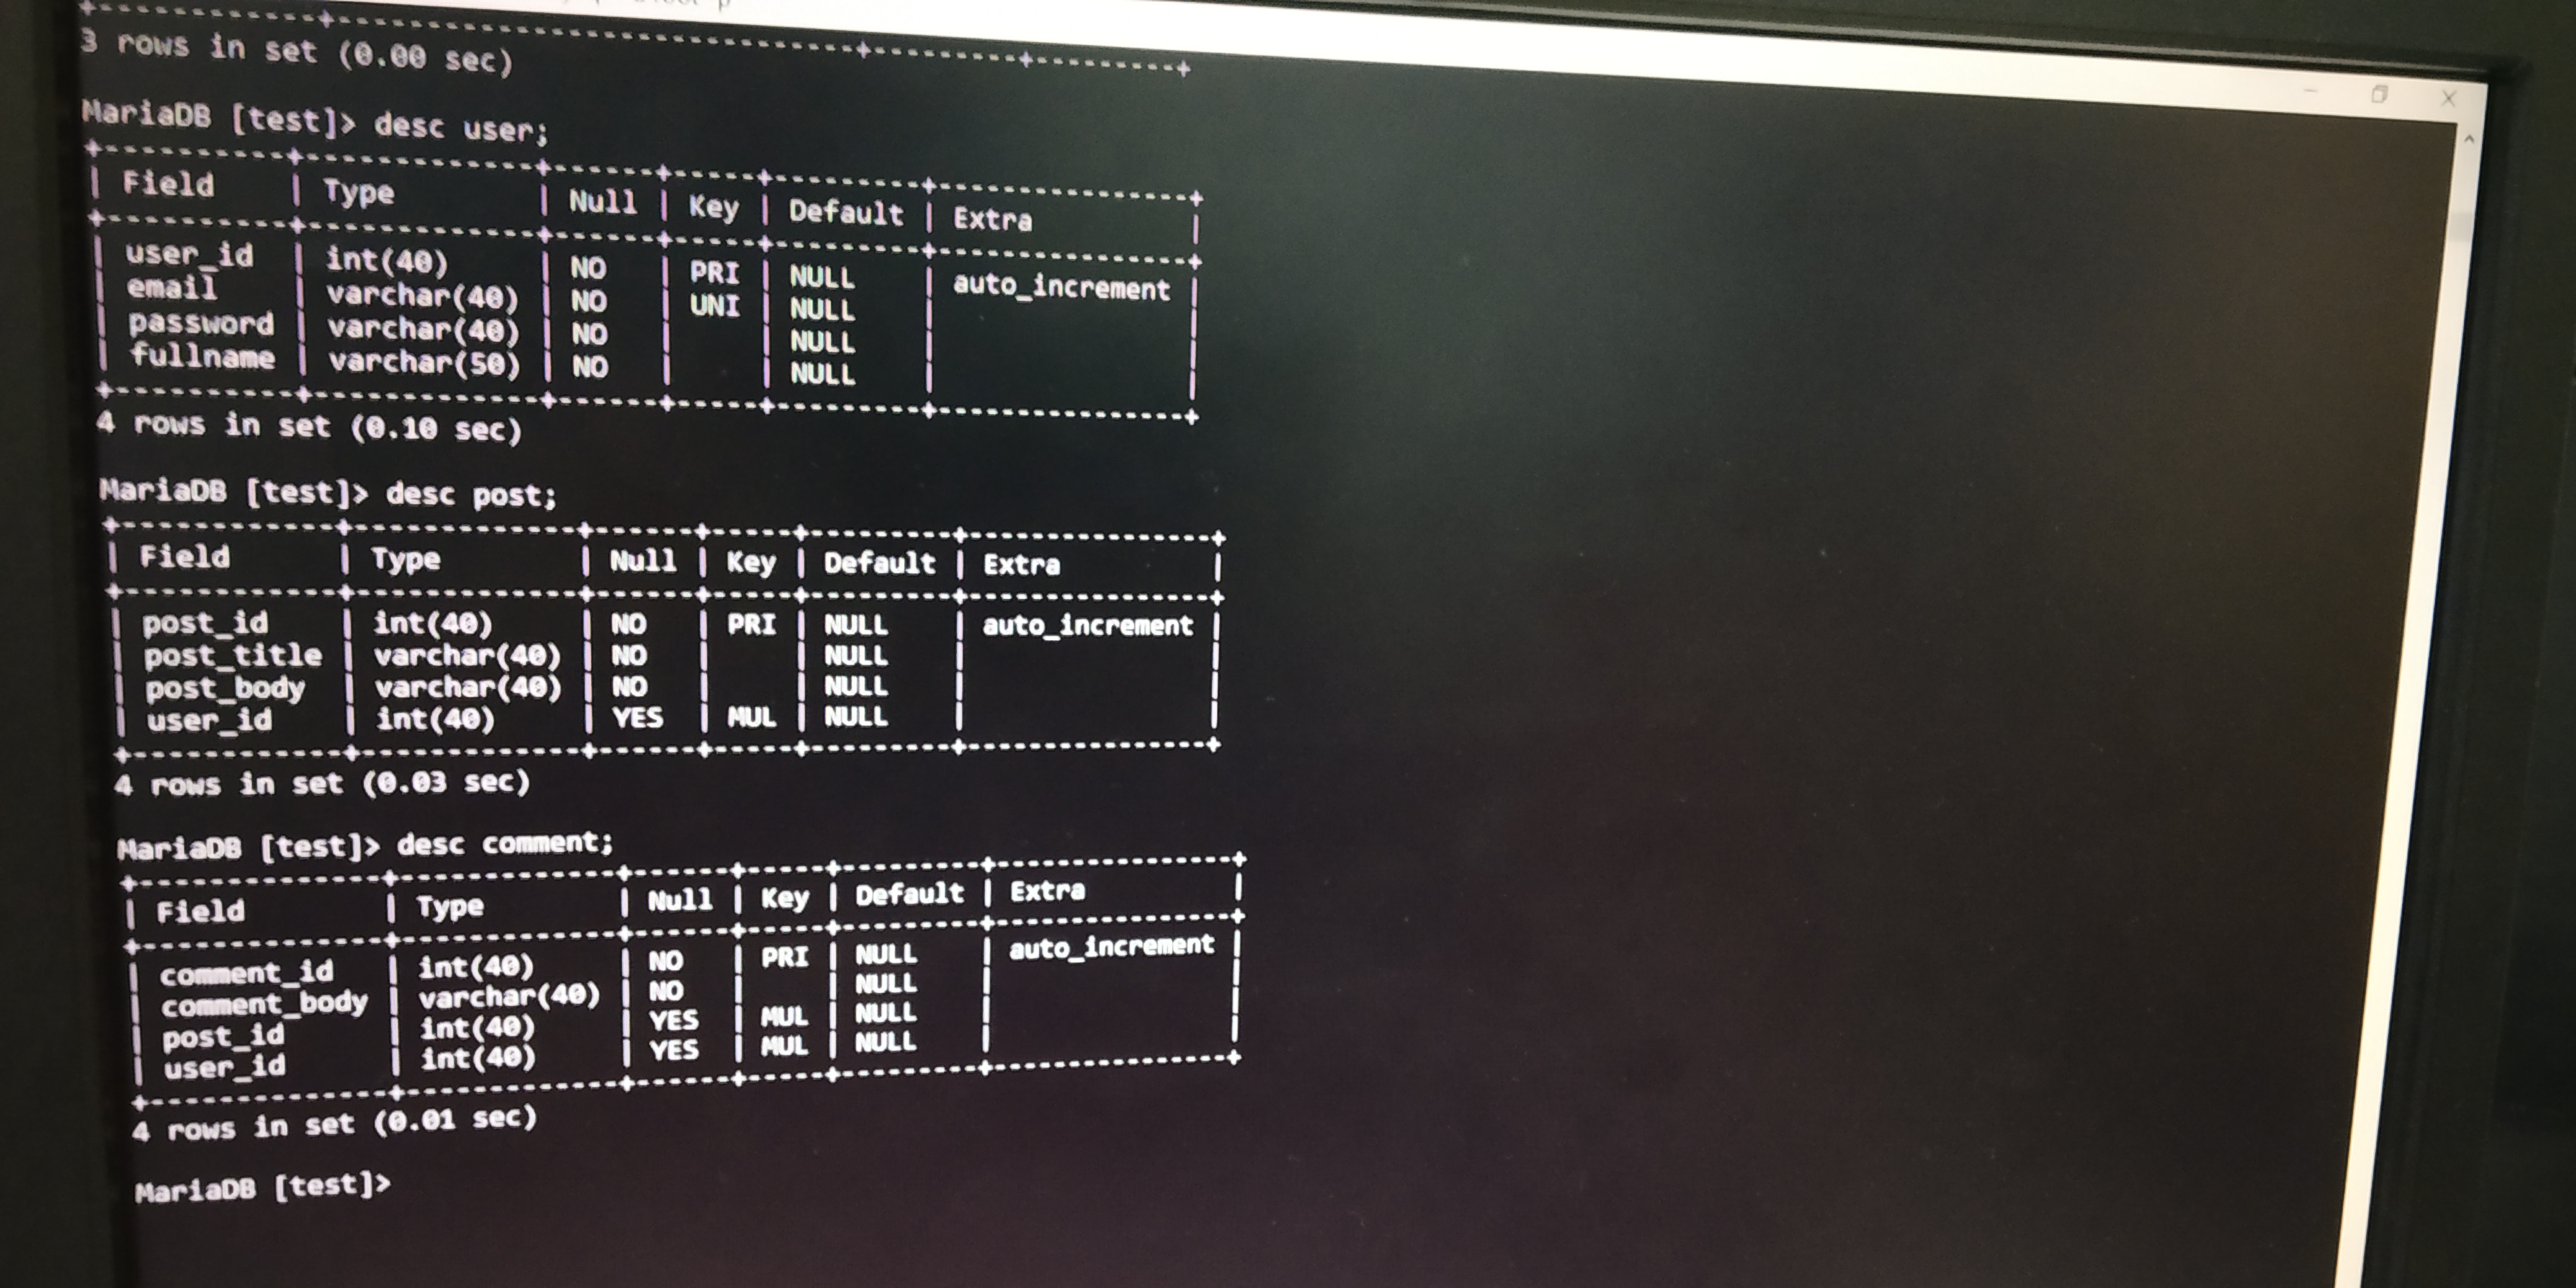 +------------+---------------------------+--------+--------+
3 rows in set (0.00 sec)
MariaDB [test]> desc user;
+-----------+-------------+------+-----+---------+----------------+
| Field     | Type        | Null | Key | Default | Extra          |
+-----------+-------------+------+-----+---------+----------------+
| user_id   | int(40)     | NO   | PRI | NULL    | auto_increment |
| email     | varchar(40) | NO   | UNI | NULL    |                |
| password  | varchar(40) | NO   |     | NULL    |                |
| fullname  | varchar(50) | NO   |     | NULL    |                |
+-----------+-------------+------+-----+---------+----------------+
4 rows in set (0.10 sec)
MariaDB [test]> desc post;
+------------+-------------+------+-----+---------+----------------+
| Field      | Type        | Null | Key | Default | Extra          |
+------------+-------------+------+-----+---------+----------------+
| post_id    | int(40)     | NO   | PRI | NULL    | auto_increment |
| post_title | varchar(40) | NO   |     | NULL    |                |
| post_body  | varchar(40) | NO   |     | NULL    |                |
| user_id    | int(40)     | YES  | MUL | NULL    |                |
+------------+-------------+------+-----+---------+----------------+
4 rows in set (0.03 sec)
MariaDB [test]> desc comment;
+--------------+-------------+------+-----+---------+----------------+
| Field        | Type        | Null | Key | Default | Extra          |
+--------------+-------------+------+-----+---------+----------------+
| comment_id   | int(40)     | NO   | PRI | NULL    | auto_increment |
| comment_body | varchar(40) | NO   |     | NULL    |                |
| post_id      | int(40)     | YES  | MUL | NULL    |                |
| user_id      | int(40)     | YES  | MUL | NULL    |                |
+--------------+-------------+------+-----+---------+----------------+
4 rows in set (0.01 sec)
MariaDB [test]>